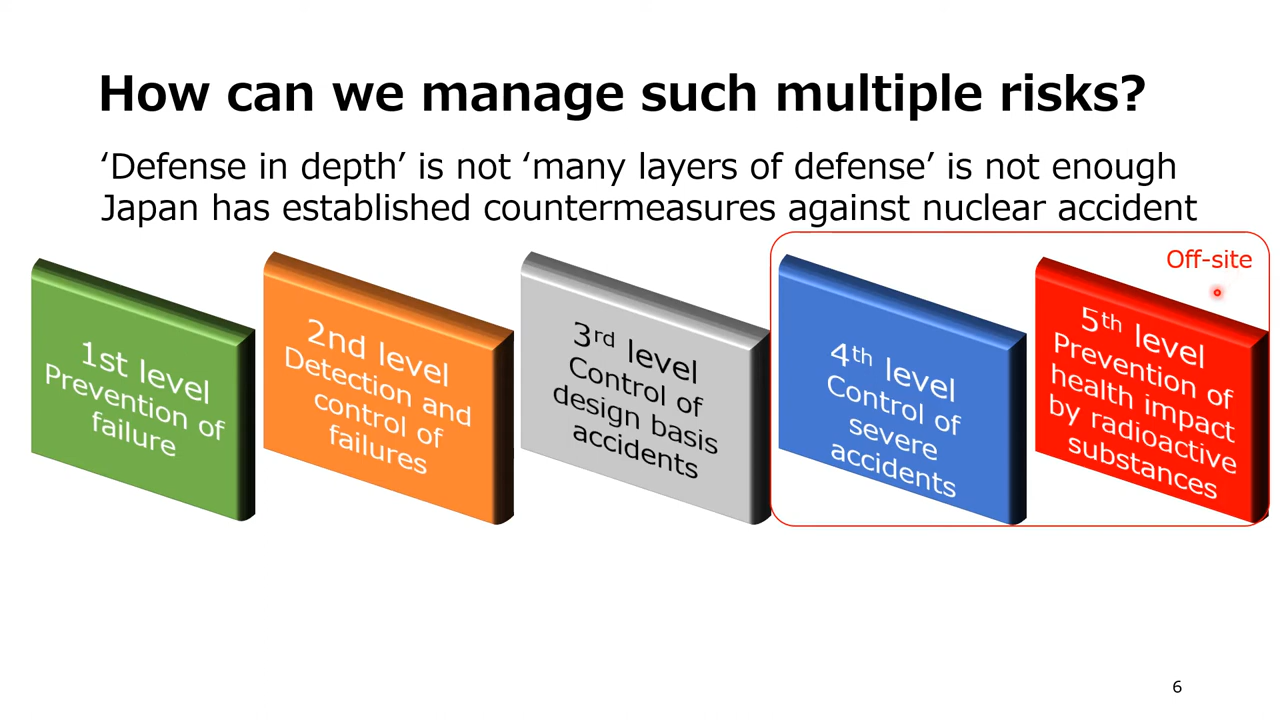 How can we manage such multiple risks?
‘Defense in depth’ is not ‘many layers of defense’ is not enough
Japan has established countermeasures against nuclear accident
Off-site
1st level
Prevention of
failure
2nd level
Detection and
control of
failures
3rd level
Control of
design basis
accidents
4th level
Control of
severe
accidents
5th level
Prevention of
health impact
by radioactive
substances
6